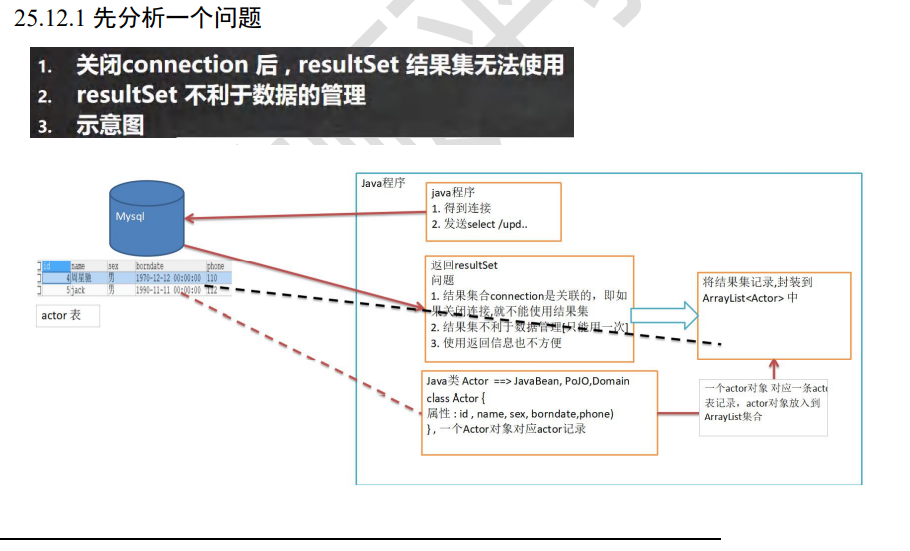 25.12.1 先分析一个问题
1. 关闭connection 后 , resultSet 结果集无法使用
2. resultSet 不利于数据的管理
3. 示意图
Java程序
java程序
1. 得到连接
2. 发送select /upd..
Mysql
id name sex borndate phone
4 周星驰 男 1970-12-12 00:00:00 110
5 jack 男 1990-11-11 00:00:00 112
actor 表
返回resultSet
问题
1. 结果集合connection是关联的，即如
果关闭连接,就不能使用结果集
2. 结果集不利于数据管理[只能用一次]
3. 使用返回信息也不方便
将结果集记录,封装到
ArrayList<Actor> 中
Java类 Actor ==> JavaBean, PoJO,Domain
class Actor {
属性 : id , name, sex, borndate,phone)
} , 一个Actor对象对应actor记录
一个actor对象 对应一条acto
表记录，actor对象放入到
ArrayList集合